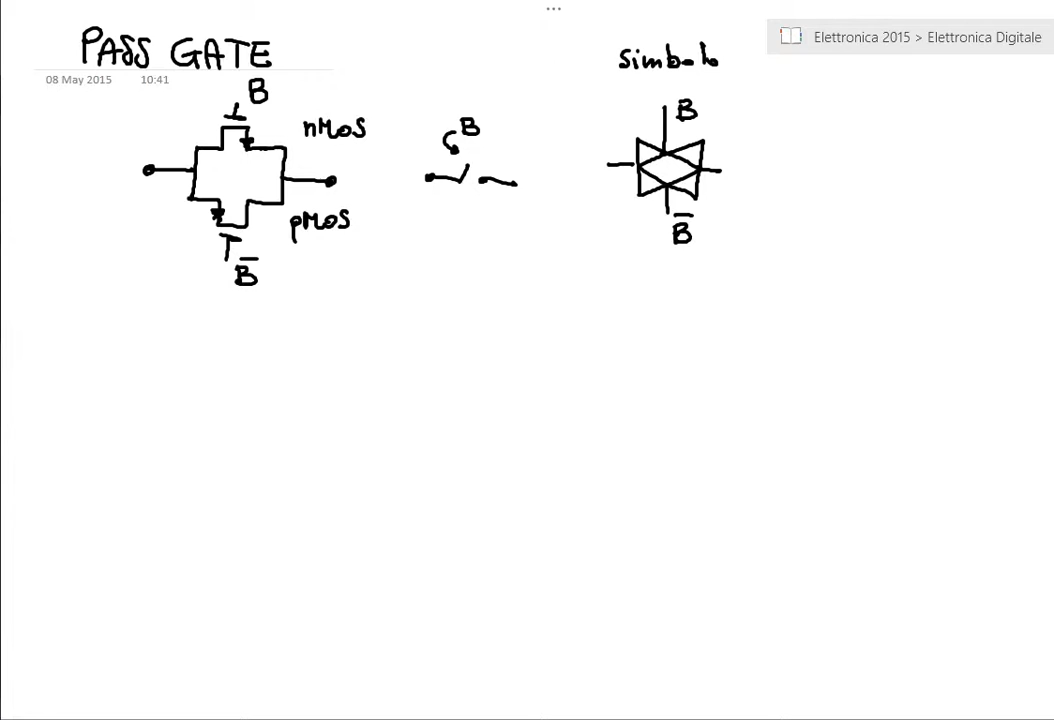 PASS GATE
simbolo
Elettronica 2015 > Elettronica Digitale
08 May 2015 10:41
B
nMOS
B
B
pMOS
B̅
B̅